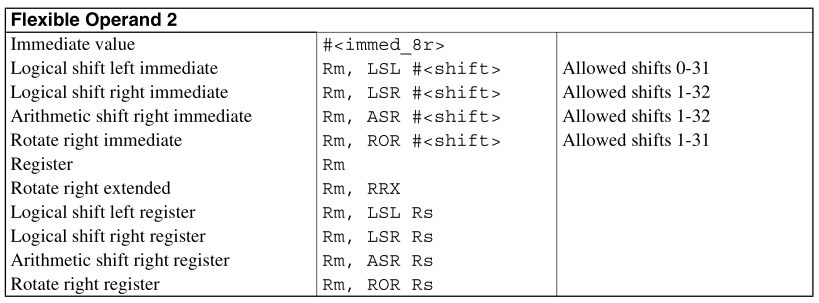 Flexible Operand 2
Immediate value #<immed_8r>
Logical shift left immediate Rm, LSL #<shift> Allowed shifts 0-31
Logical shift right immediate Rm, LSR #<shift> Allowed shifts 1-32
Arithmetic shift right immediate Rm, ASR #<shift> Allowed shifts 1-32
Rotate right immediate Rm, ROR #<shift> Allowed shifts 1-31
Register Rm
Rotate right extended Rm, RRX
Logical shift left register Rm, LSL Rs
Logical shift right register Rm, LSR Rs
Arithmetic shift right register Rm, ASR Rs
Rotate right register Rm, ROR Rs